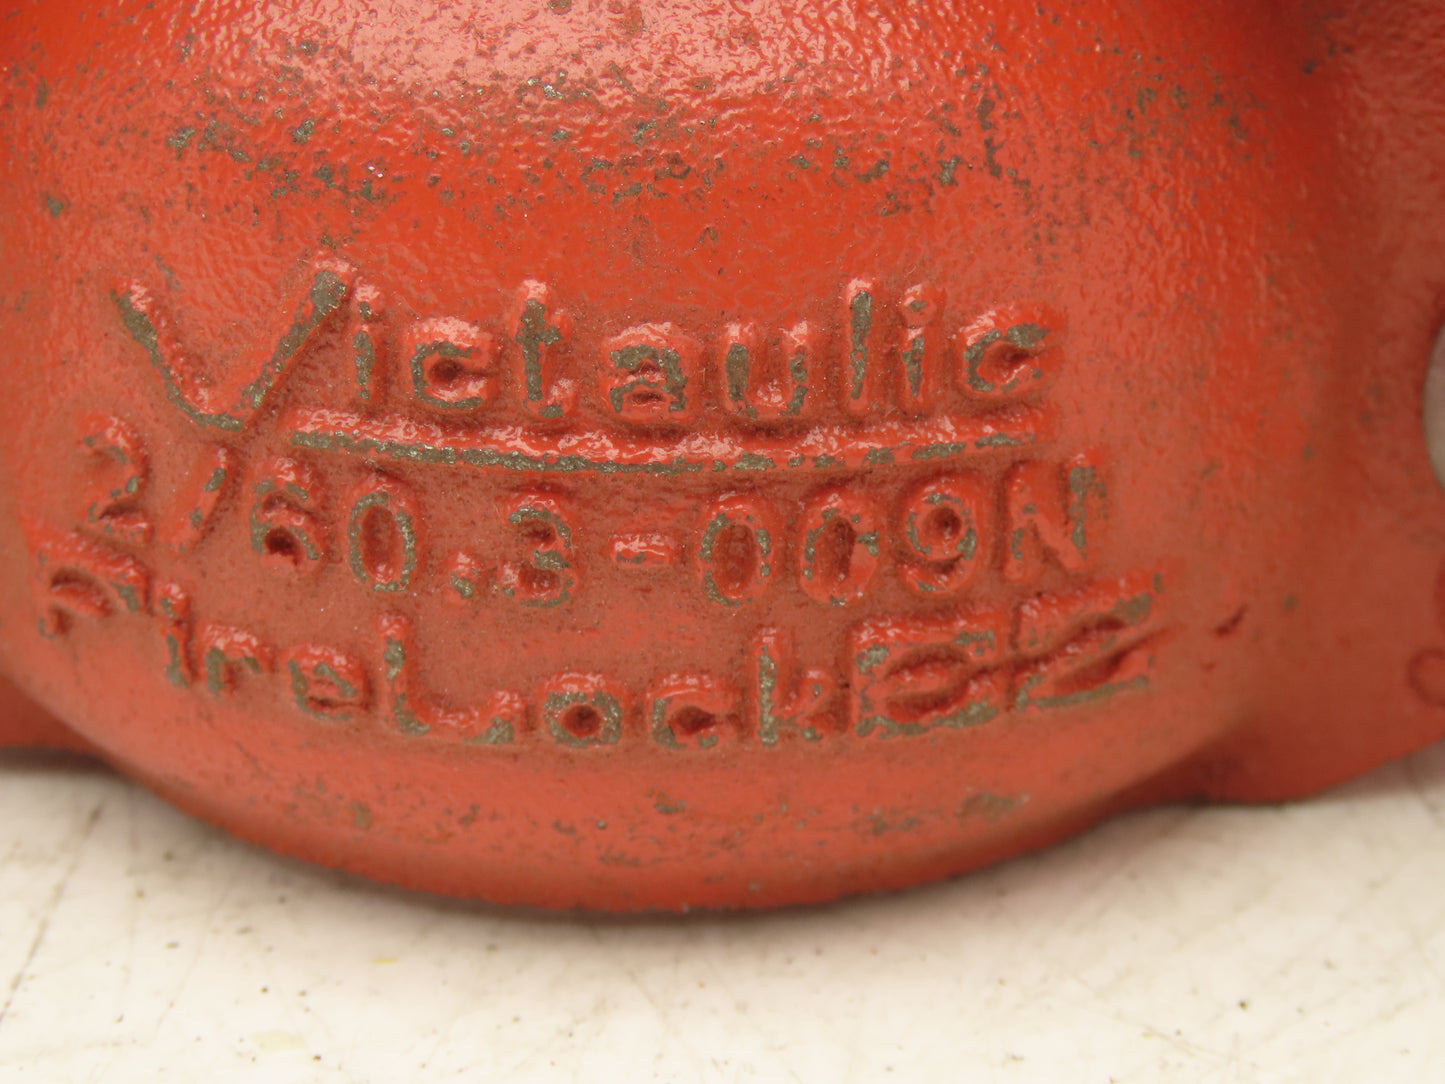 Victaulic
2/60.3-009N
FireLock EZ